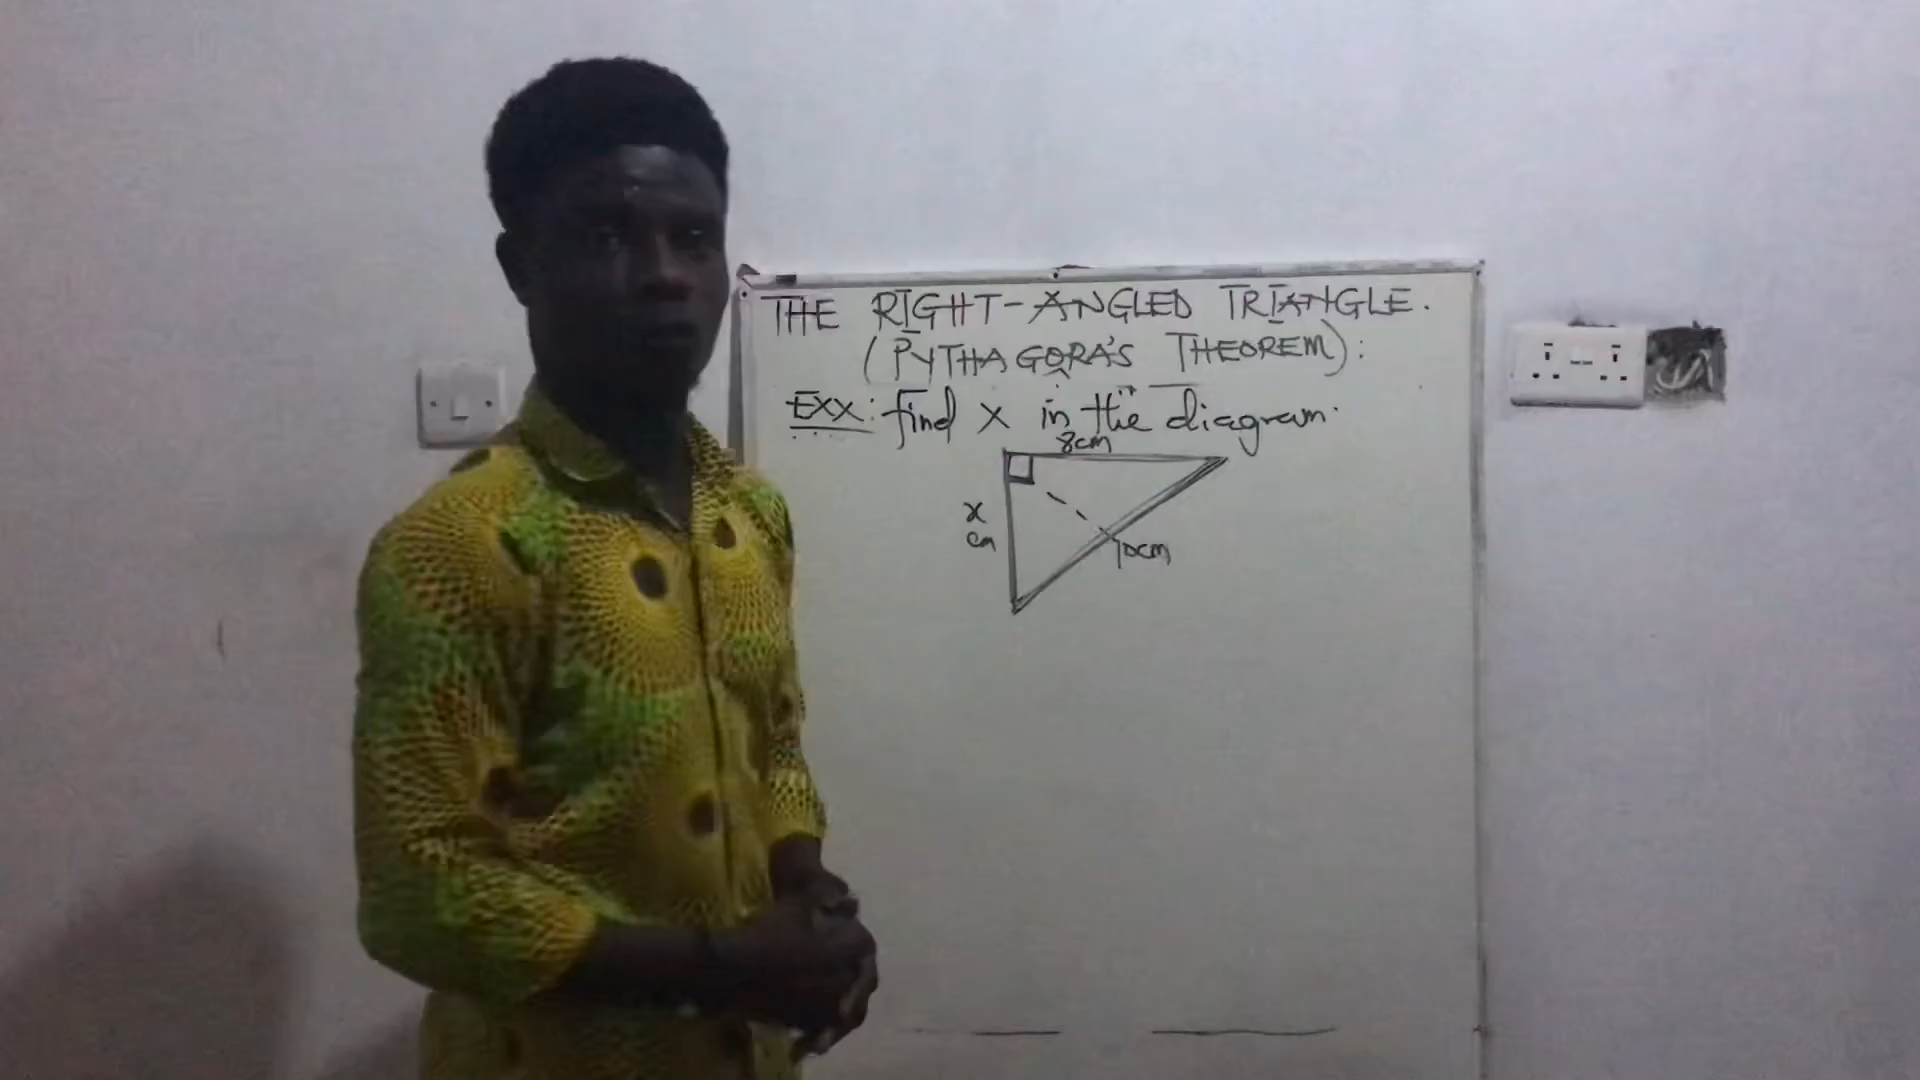 THE RIGHT-ANGLED TRIANGLE.
(PYTHAGORA'S THEOREM):
EXX: find x in the diagram.
8cm
x
cm
10cm